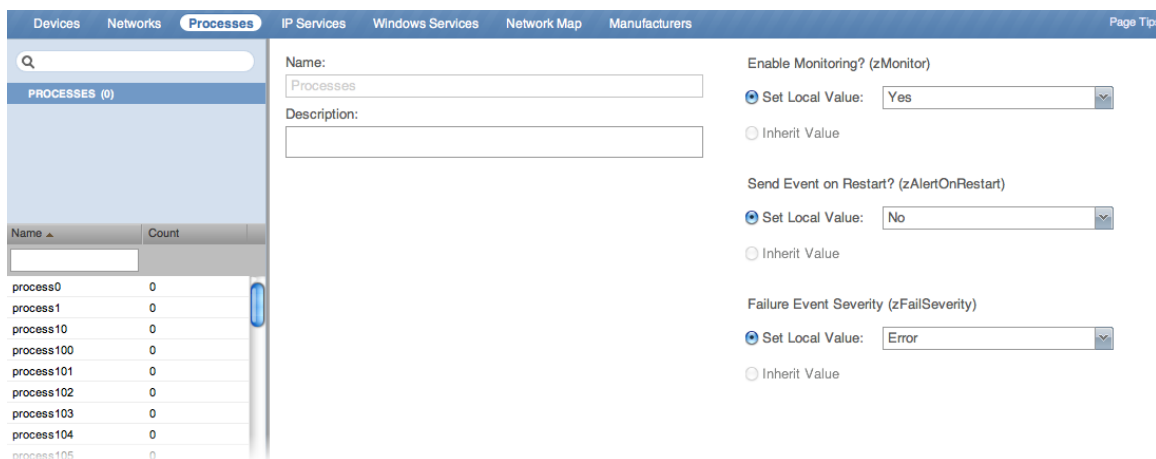 Devices Networks Processes IP Services Windows Services Network Map Manufacturers Page Tips
PROCESSES (0)
Name Count
process0 0
process1 0
process10 0
process100 0
process101 0
process102 0
process103 0
process104 0
process105 0
Name:
Processes
Description:
Enable Monitoring? (zMonitor)
Set Local Value: Yes
Inherit Value
Send Event on Restart? (zAlertOnRestart)
Set Local Value: No
Inherit Value
Failure Event Severity (zFailSeverity)
Set Local Value: Error
Inherit Value